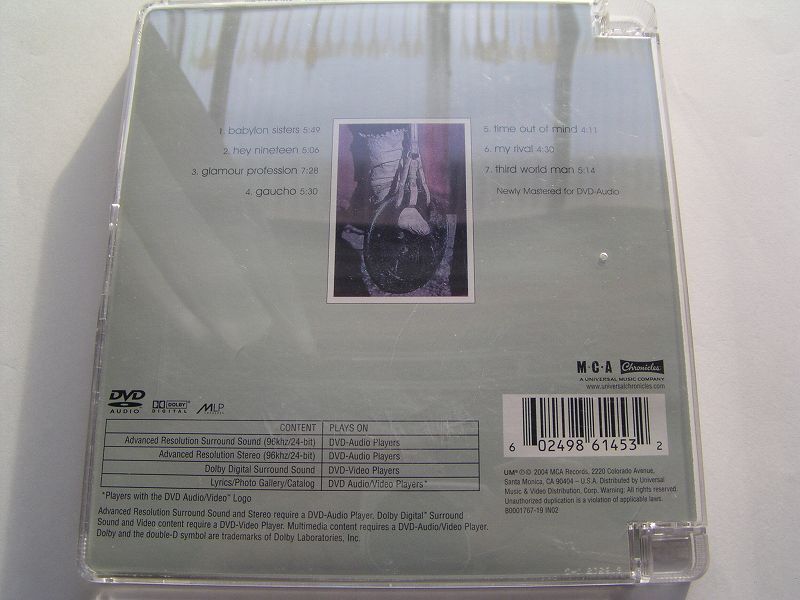 1. babylon sisters 5:49
2. hey nineteen 5:06
3. glamour profession 7:28
4. gaucho 5:30
5. time out of mind 4:11
6. my rival 4:30
7. third world man 5:14
Newly Mastered for DVD-Audio
M·C·A Chronicles
A UNIVERSAL MUSIC COMPANY
www.universalchronicles.com
DVD AUDIO
DOLBY DIGITAL
MLP
CONTENT PLAYS ON
Advanced Resolution Surround Sound (96khz/24-bit) DVD-Audio Players
Advanced Resolution Stereo (96khz/24-bit) DVD-Audio Players
Dolby Digital Surround Sound DVD-Video Players
Lyrics/Photo Gallery/Catalog DVD Audio/Video Players*
*Players with the DVD Audio/Video™ Logo
Advanced Resolution Surround Sound and Stereo require a DVD-Audio Player. Dolby Digital™ Surround
Sound and Video content require a DVD-Video Player. Multimedia content requires a DVD-Audio/Video Player.
Dolby and the double-D symbol are trademarks of Dolby Laboratories, Inc.
6 02498 61453 2
UM® ℗© 2004 MCA Records, 2220 Colorado Avenue,
Santa Monica, CA 90404 – U.S.A. Distributed by Universal
Music & Video Distribution, Corp. Warning: All rights reserved.
Unauthorized duplication is a violation of applicable laws.
B0001767-19 IN02